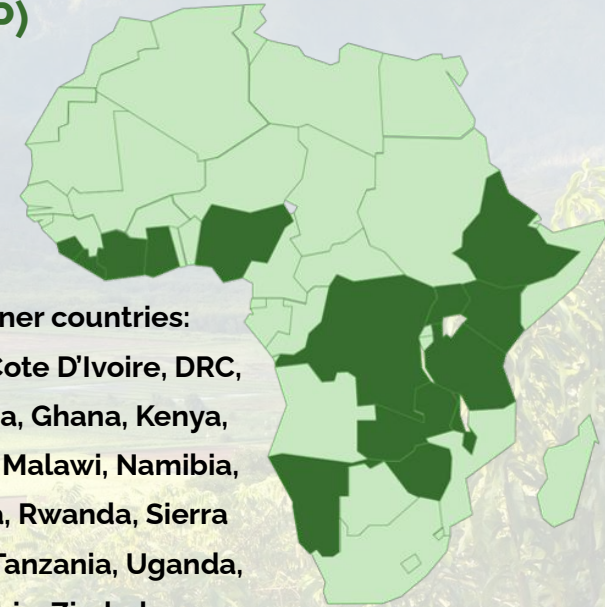 P)
ner countries:
Cote D'Ivoire, DRC,
a, Ghana, Kenya,
Malawi, Namibia,
a, Rwanda, Sierra
Tanzania, Uganda,